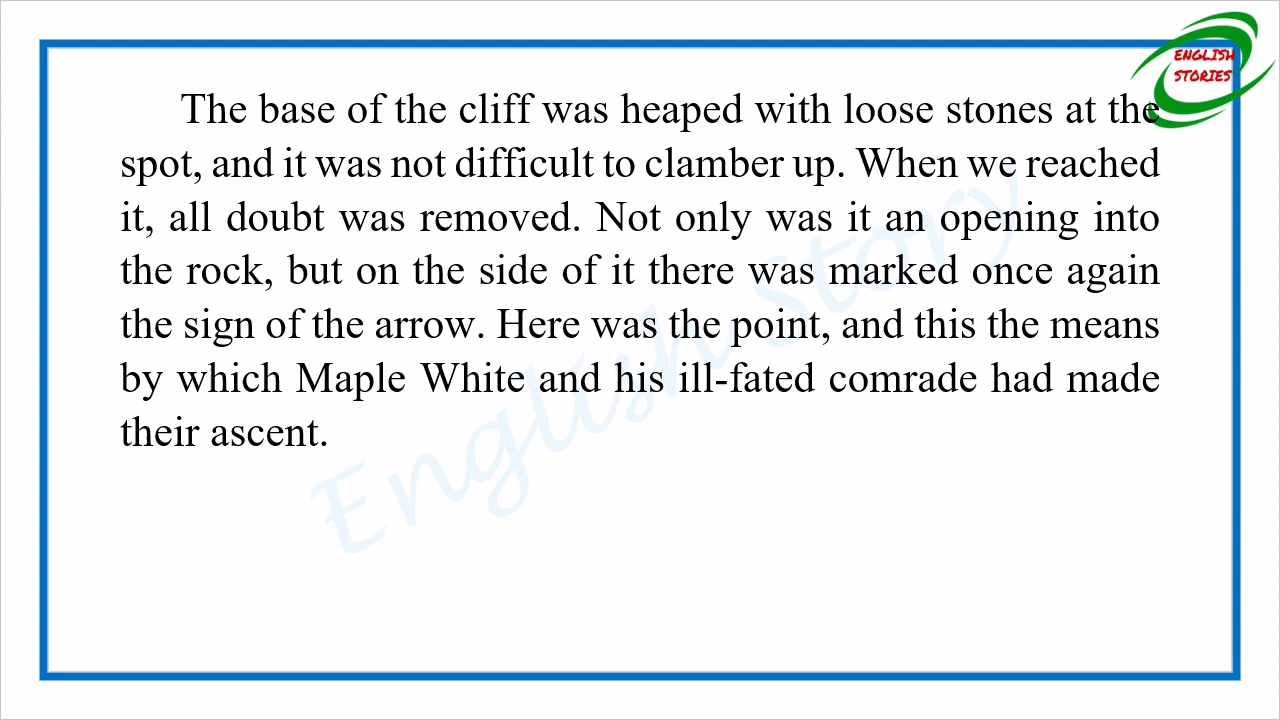 ENGLISH
STORIES
The base of the cliff was heaped with loose stones at the
spot, and it was not difficult to clamber up. When we reached
it, all doubt was removed. Not only was it an opening into
the rock, but on the side of it there was marked once again
the sign of the arrow. Here was the point, and this the means
by which Maple White and his ill-fated comrade had made
their ascent.
English Story